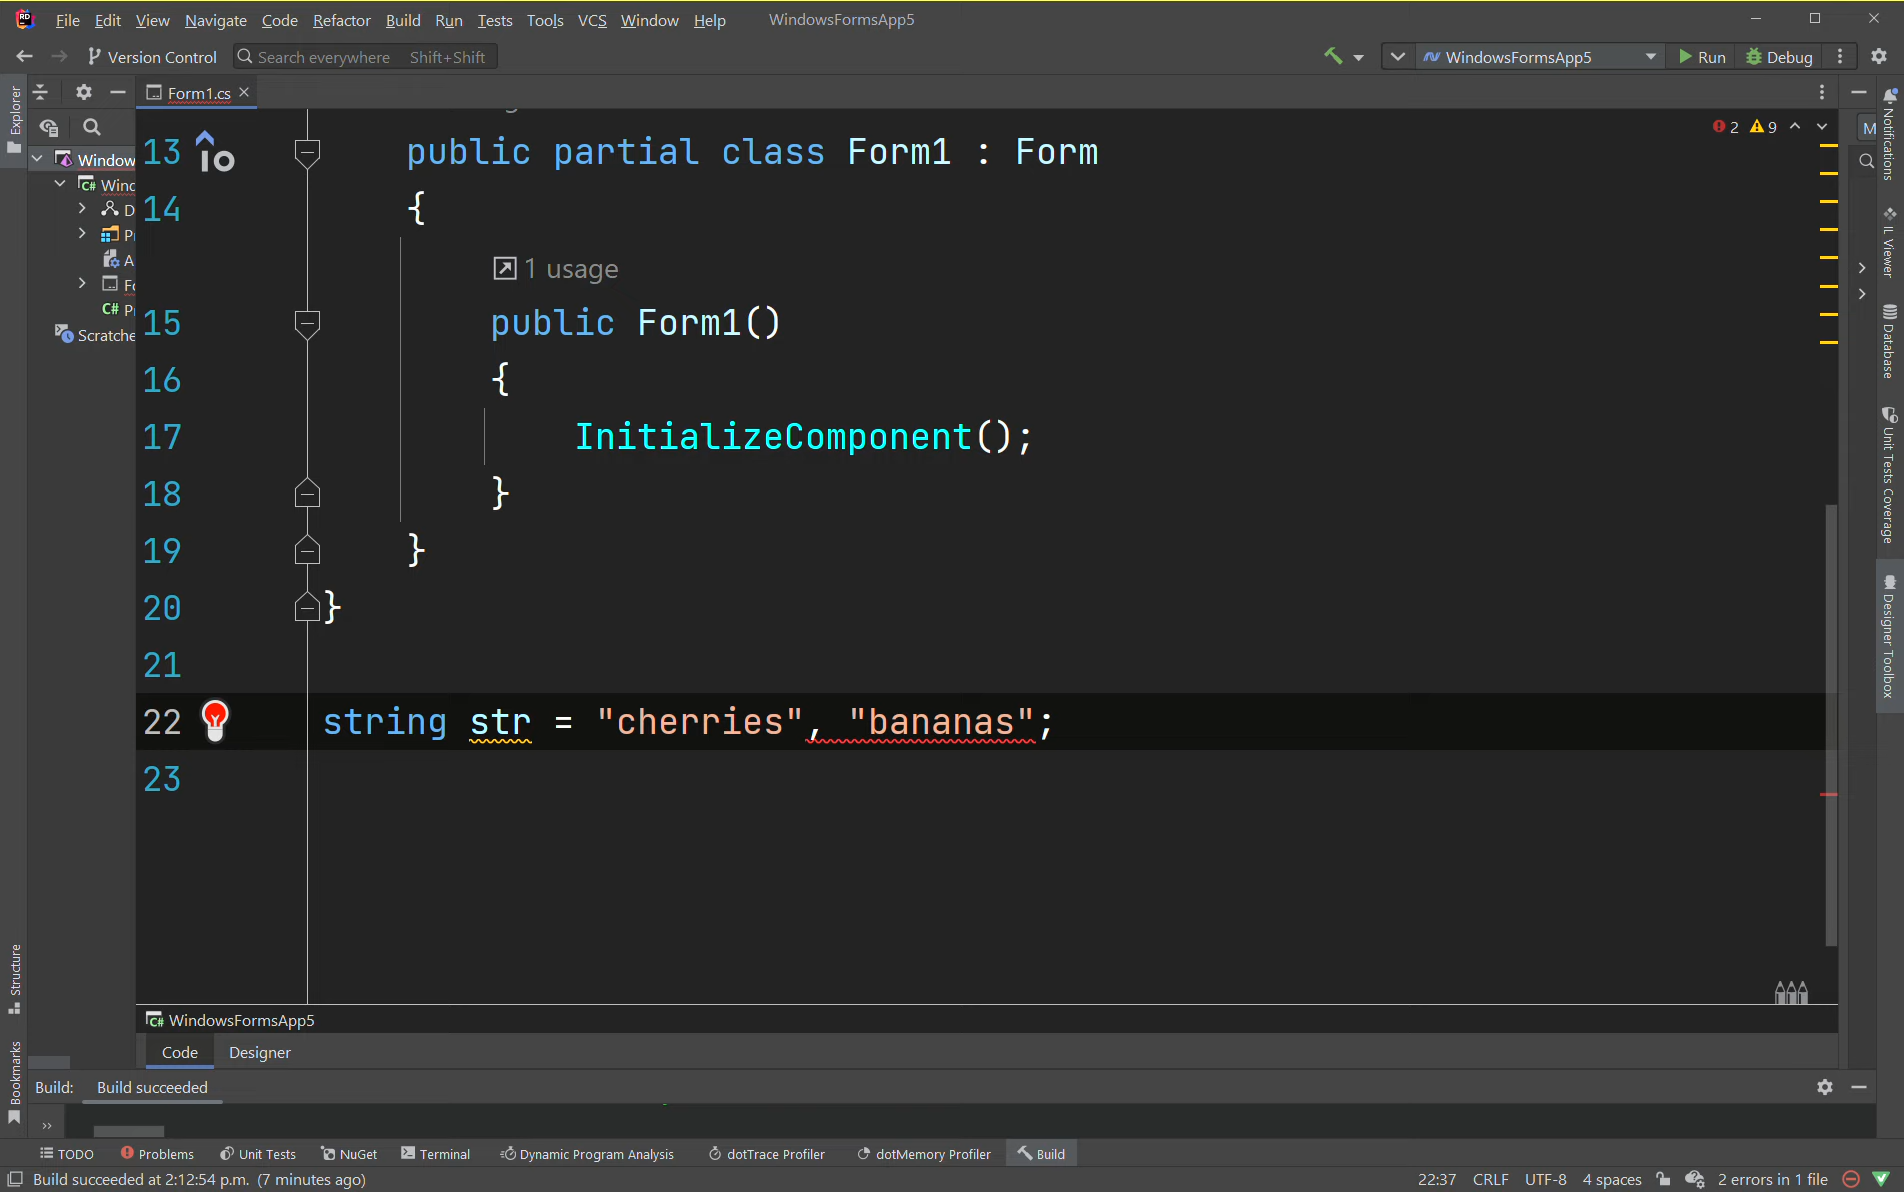 File Edit View Navigate Code Refactor Build Run Tests Tools VCS Window Help WindowsFormsApp5
Version Control Search everywhere Shift+Shift WindowsFormsApp5 Run Debug
Explorer
Form1.cs
2 9
M
Window
Wind
D
Pr
A
Fo
C# P
Scratche
13 public partial class Form1 : Form
14 {
1 usage
15 public Form1()
16 {
17 InitializeComponent();
18 }
19 }
20 }
21
22 string str = "cherries", "bananas";
23
Notifications
IL Viewer
Database
Unit Tests Coverage
Designer Toolbox
Structure
Bookmarks
C# WindowsFormsApp5
Code Designer
Build: Build succeeded
TODO Problems Unit Tests NuGet Terminal Dynamic Program Analysis dotTrace Profiler dotMemory Profiler Build
Build succeeded at 2:12:54 p.m. (7 minutes ago) 22:37 CRLF UTF-8 4 spaces 2 errors in 1 file